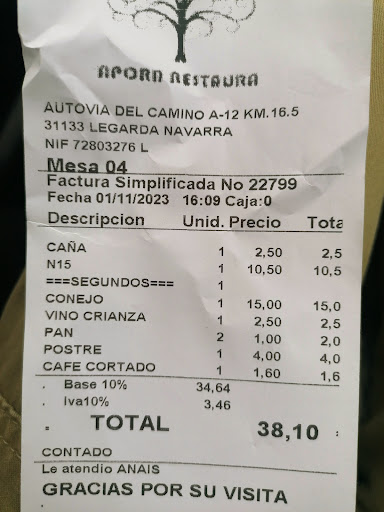 APORA RESTAURA
AUTOVIA DEL CAMINO A-12 KM.16.5
31133 LEGARDA NAVARRA
NIF 72803276 L
Mesa 04
Factura Simplificada No 22799
Fecha 01/11/2023 16:09 Caja:0
Descripcion Unid. Precio Tota
CAÑA 1 2,50 2,5
N15 1 10,50 10,5
===SEGUNDOS=== 1
CONEJO 1 15,00 15,0
VINO CRIANZA 1 2,50 2,5
PAN 2 1,00 2,0
POSTRE 1 4,00 4,0
CAFE CORTADO 1 1,60 1,6
. Base 10% 34,64
. Iva10% 3,46
. TOTAL 38,10 :
CONTADO
Le atendio ANAIS
GRACIAS POR SU VISITA